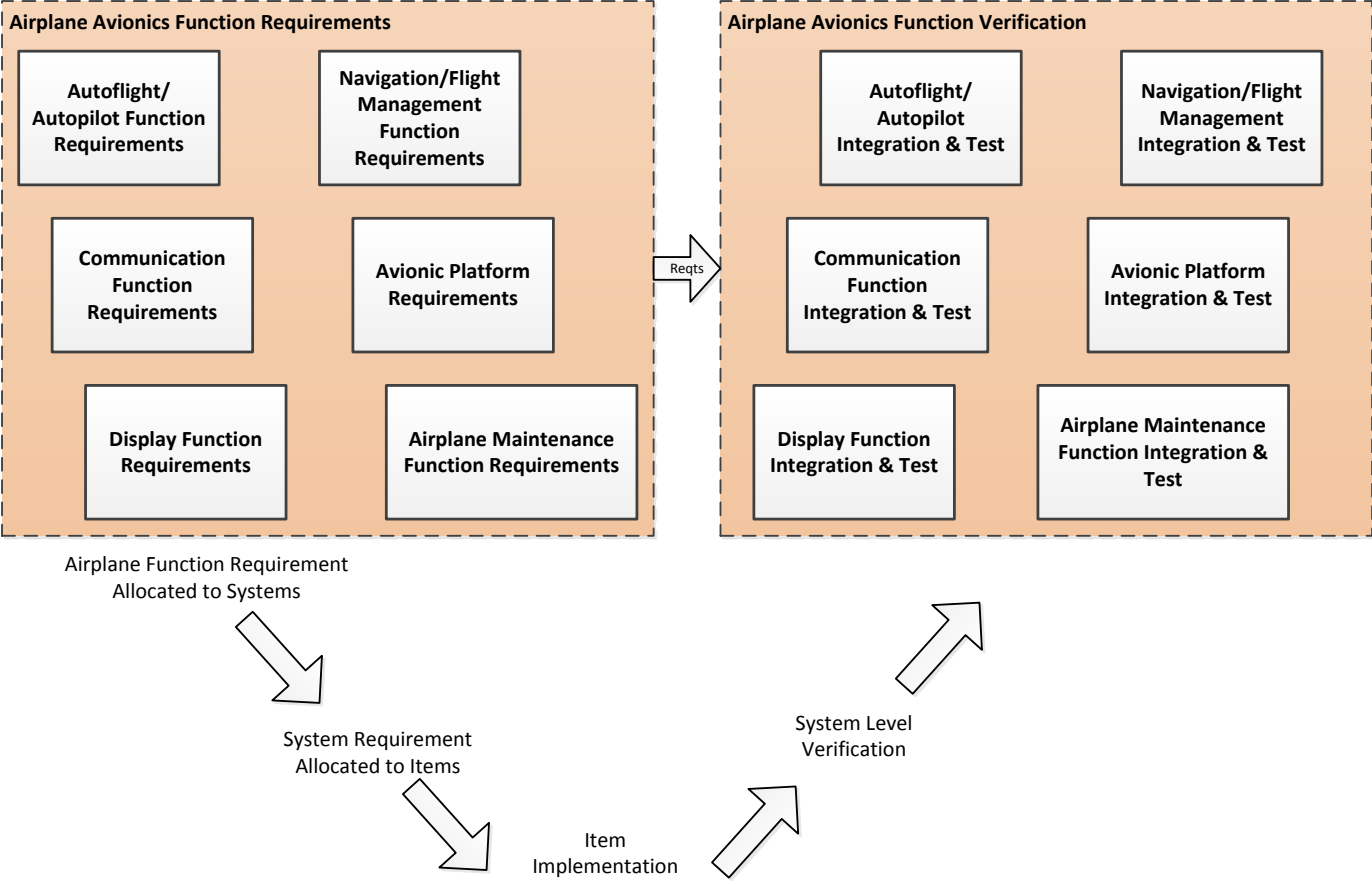 Airplane Avionics Function Requirements
Autoflight/
Autopilot Function
Requirements
Navigation/Flight
Management
Function
Requirements
Communication
Function
Requirements
Avionic Platform
Requirements
Display Function
Requirements
Airplane Maintenance
Function Requirements
Reqts
Airplane Avionics Function Verification
Autoflight/
Autopilot
Integration & Test
Navigation/Flight
Management
Integration & Test
Communication
Function
Integration & Test
Avionic Platform
Integration & Test
Display Function
Integration & Test
Airplane Maintenance
Function Integration &
Test
Airplane Function Requirement
Allocated to Systems
System Requirement
Allocated to Items
Item
Implementation
System Level
Verification